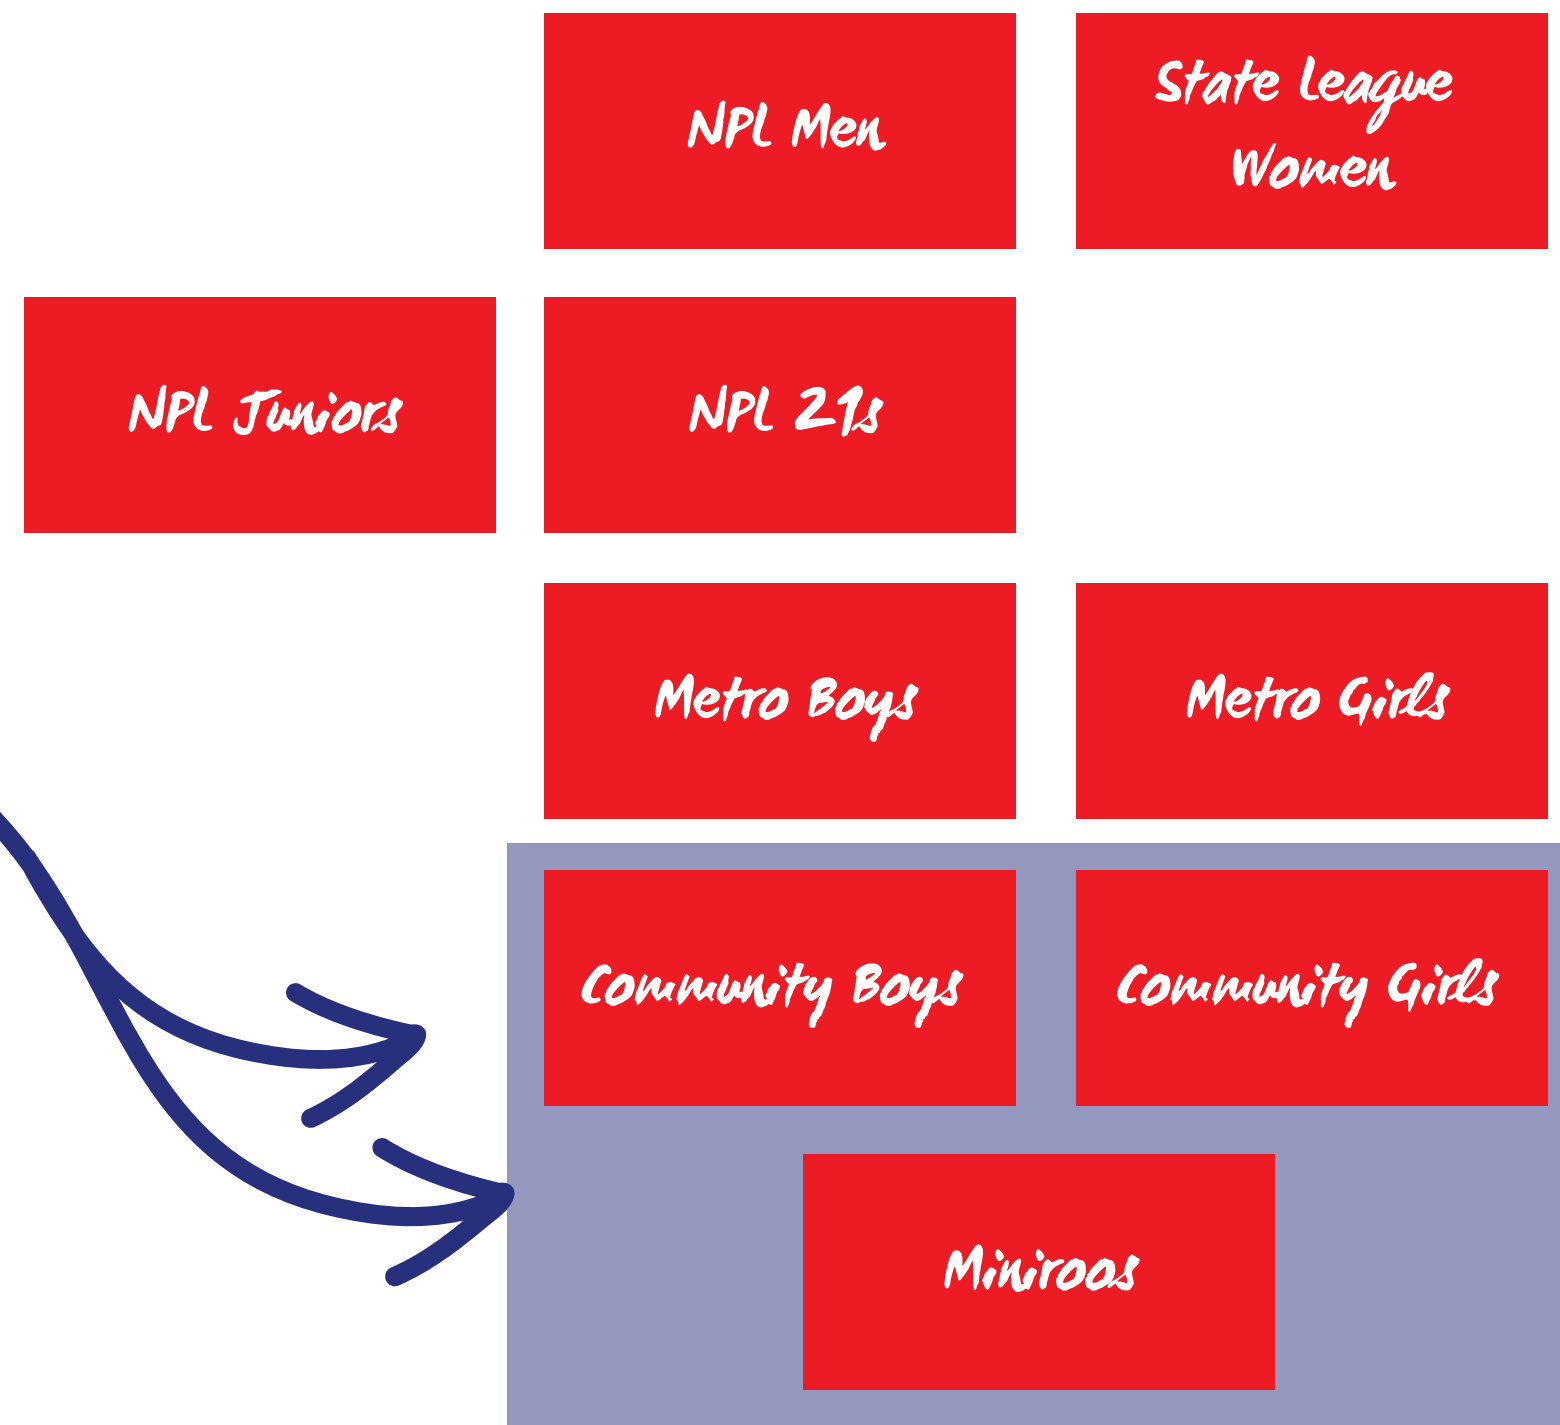 NPL Men
State League
Women
NPL Juniors
NPL 21s
Metro Boys
Metro Girls
Community Boys
Community Girls
Miniroos